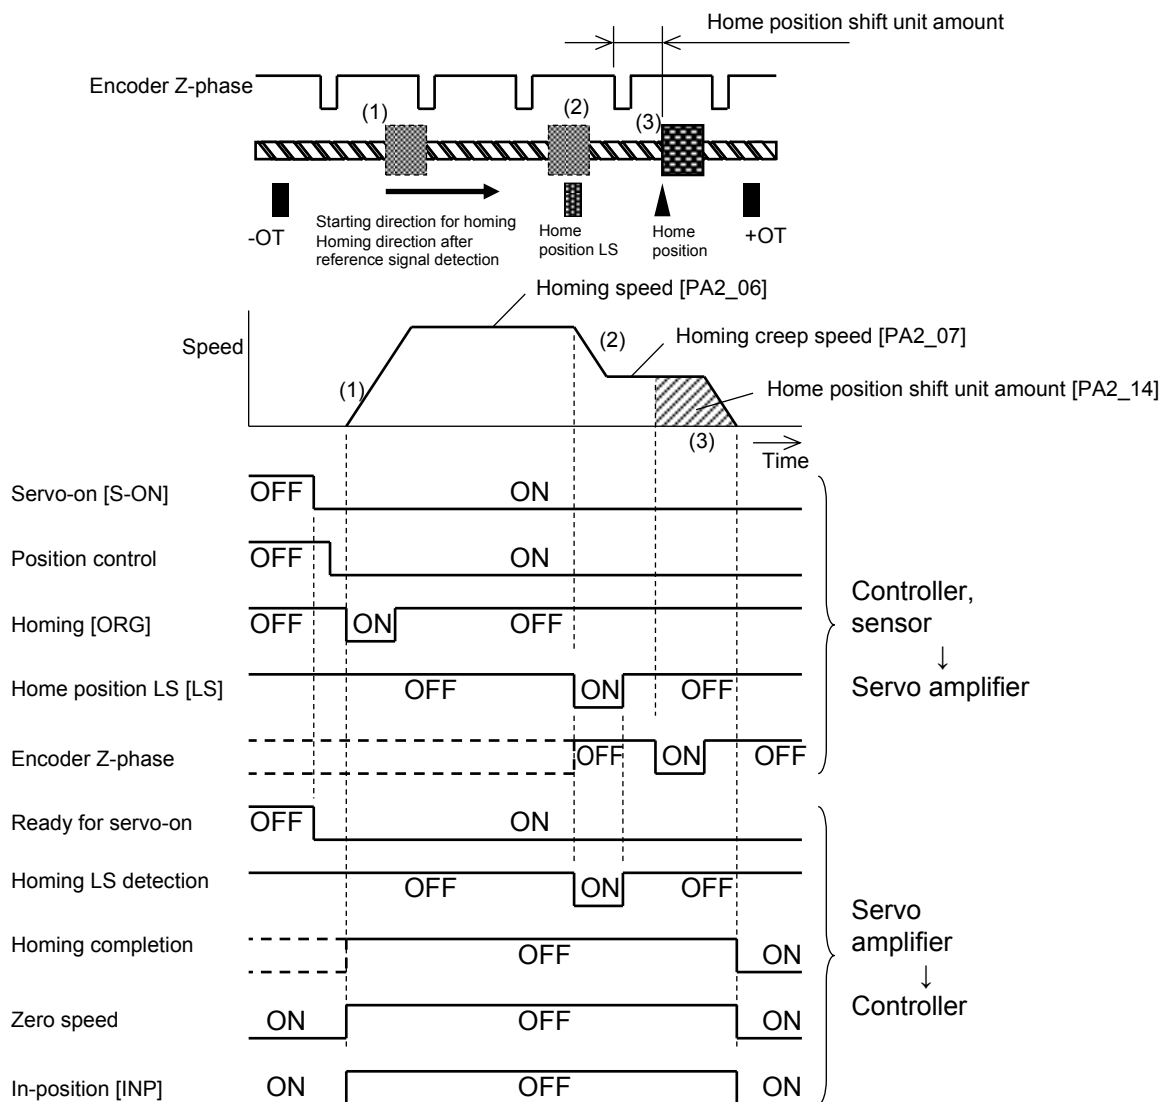 Home position shift unit amount
Encoder Z-phase
(1)
(2)
(3)
-OT
Starting direction for homing
Homing direction after
reference signal detection
Home
position LS
Home
position
+OT
Homing speed [PA2_06]
Speed
(1)
(2)
Homing creep speed [PA2_07]
Home position shift unit amount [PA2_14]
(3)
Time
Servo-on [S-ON]
OFF
ON
Position control
OFF
ON
Homing [ORG]
OFF
ON
OFF
Home position LS [LS]
OFF
ON
OFF
Encoder Z-phase
OFF
ON
OFF
Controller,
sensor
↓
Servo amplifier
Ready for servo-on
OFF
ON
Homing LS detection
OFF
ON
OFF
Homing completion
OFF
ON
Zero speed
ON
OFF
ON
In-position [INP]
ON
OFF
ON
Servo
amplifier
↓
Controller